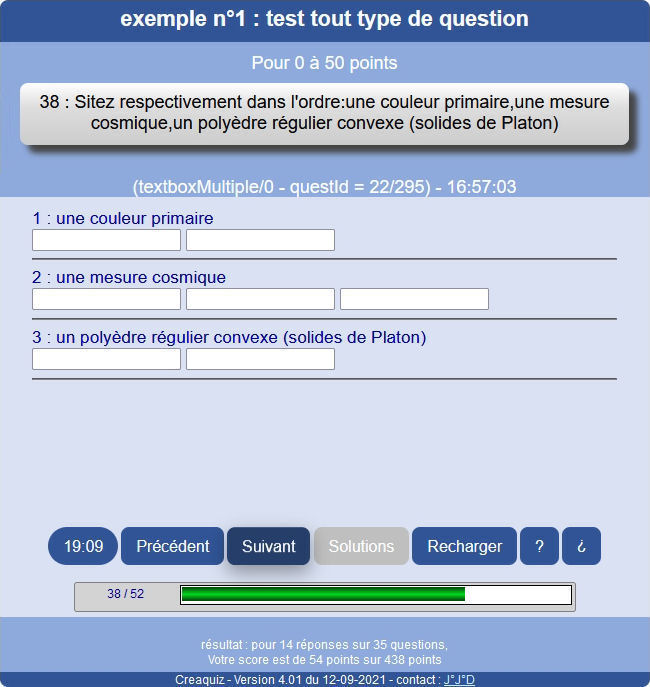 exemple n°1 : test tout type de question
Pour 0 à 50 points
38 : Sitez respectivement dans l'ordre:une couleur primaire,une mesure
cosmique,un polyèdre régulier convexe (solides de Platon)
(textboxMultiple/0 - questId = 22/295) - 16:57:03
1 : une couleur primaire
2 : une mesure cosmique
3 : un polyèdre régulier convexe (solides de Platon)
19:09 Précédent Suivant Solutions Recharger ? ¿
38 / 52
résultat : pour 14 réponses sur 35 questions,
Votre score est de 54 points sur 438 points
Creaquiz - Version 4.01 du 12-09-2021 - contact : J°J°D